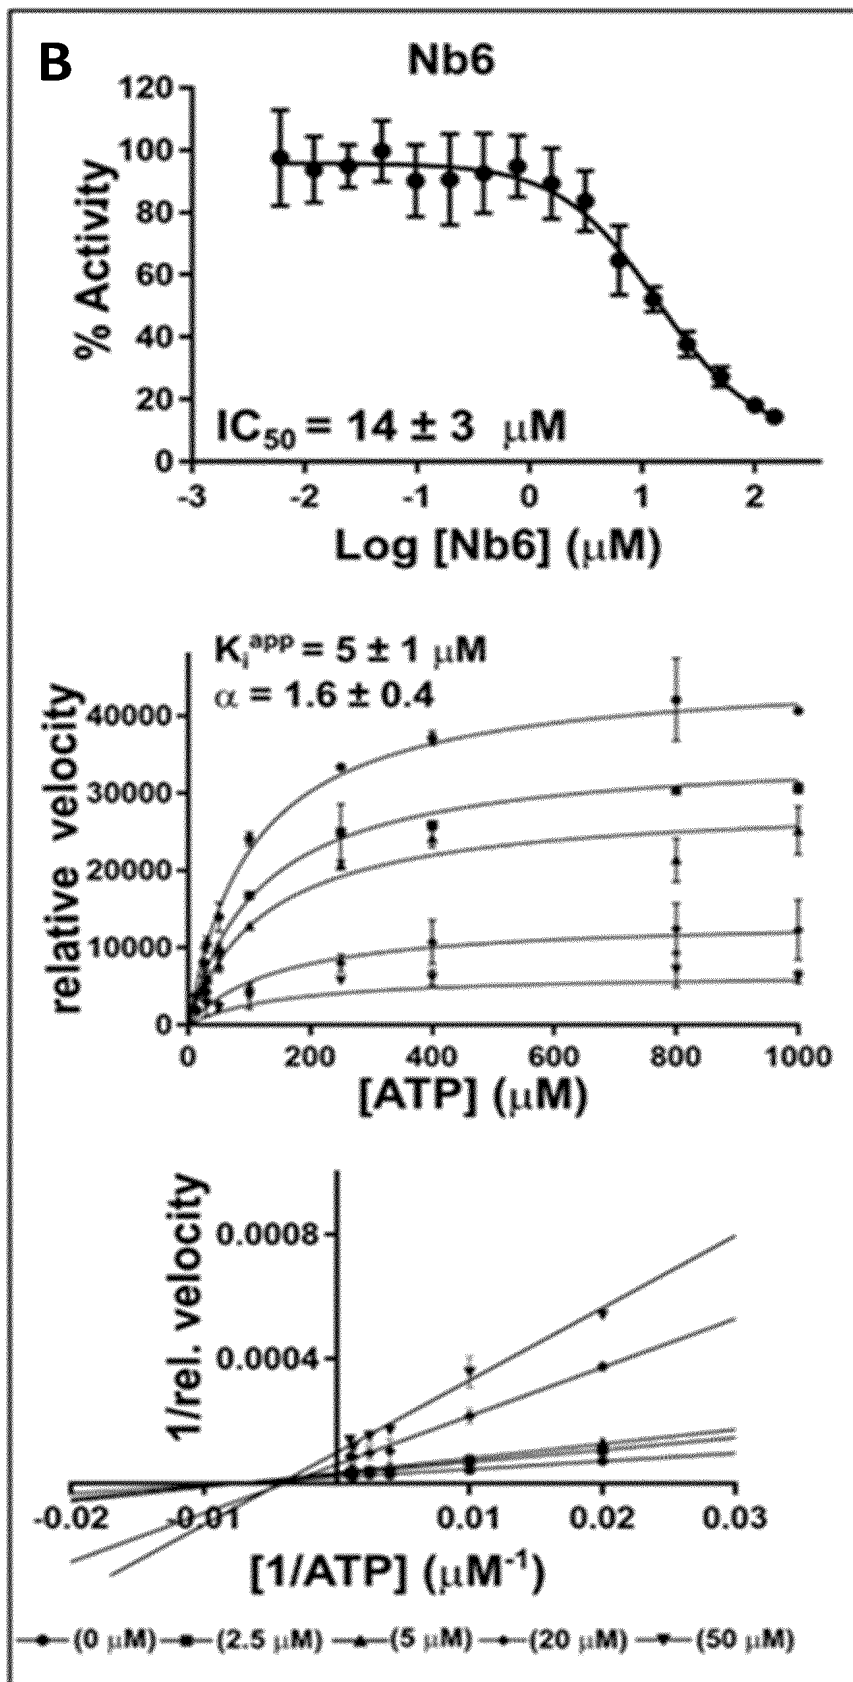 B
Nb6
120
100
80
60
40
20
0
% Activity
IC50 = 14 ± 3 μM
-3 -2 -1 0 1 2
Log [Nb6] (μM)
Kiapp = 5 ± 1 μM
α = 1.6 ± 0.4
40000
30000
20000
10000
0
relative velocity
0 200 400 600 800 1000
[ATP] (μM)
0.0008
0.0004
1/rel. velocity
-0.02 -0.01 0.01 0.02 0.03
[1/ATP] (μM-1)
(0 μM) (2.5 μM) (5 μM) (20 μM) (50 μM)